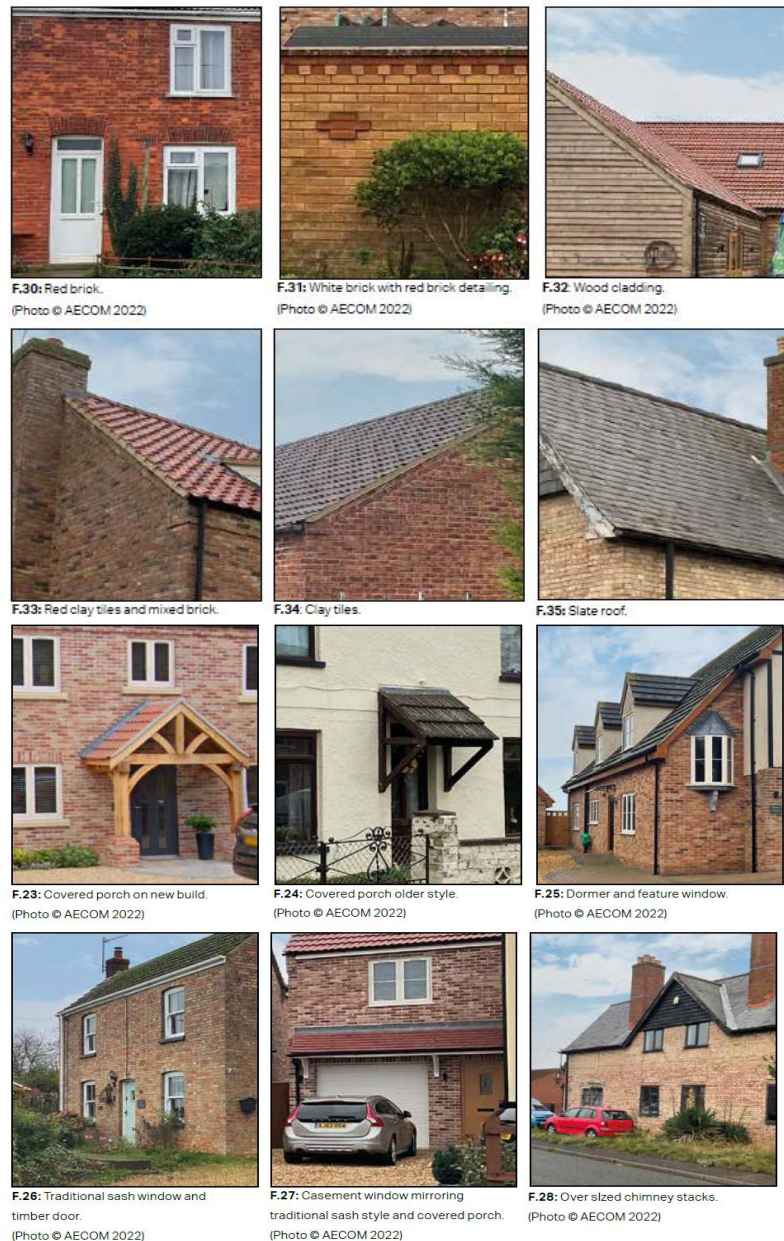 F.30: Red brick.
(Photo © AECOM 2022)
F.31: White brick with red brick detailing.
(Photo © AECOM 2022)
F.32: Wood cladding.
(Photo © AECOM 2022)
F.33: Red clay tiles and mixed brick.
F.34: Clay tiles.
F.35: Slate roof.
F.23: Covered porch on new build.
(Photo © AECOM 2022)
F.24: Covered porch older style.
(Photo © AECOM 2022)
F.25: Dormer and feature window.
(Photo © AECOM 2022)
F.26: Traditional sash window and
timber door.
(Photo © AECOM 2022)
F.27: Casement window mirroring
traditional sash style and covered porch.
(Photo © AECOM 2022)
F.28: Over sIzed chimney stacks.
(Photo © AECOM 2022)